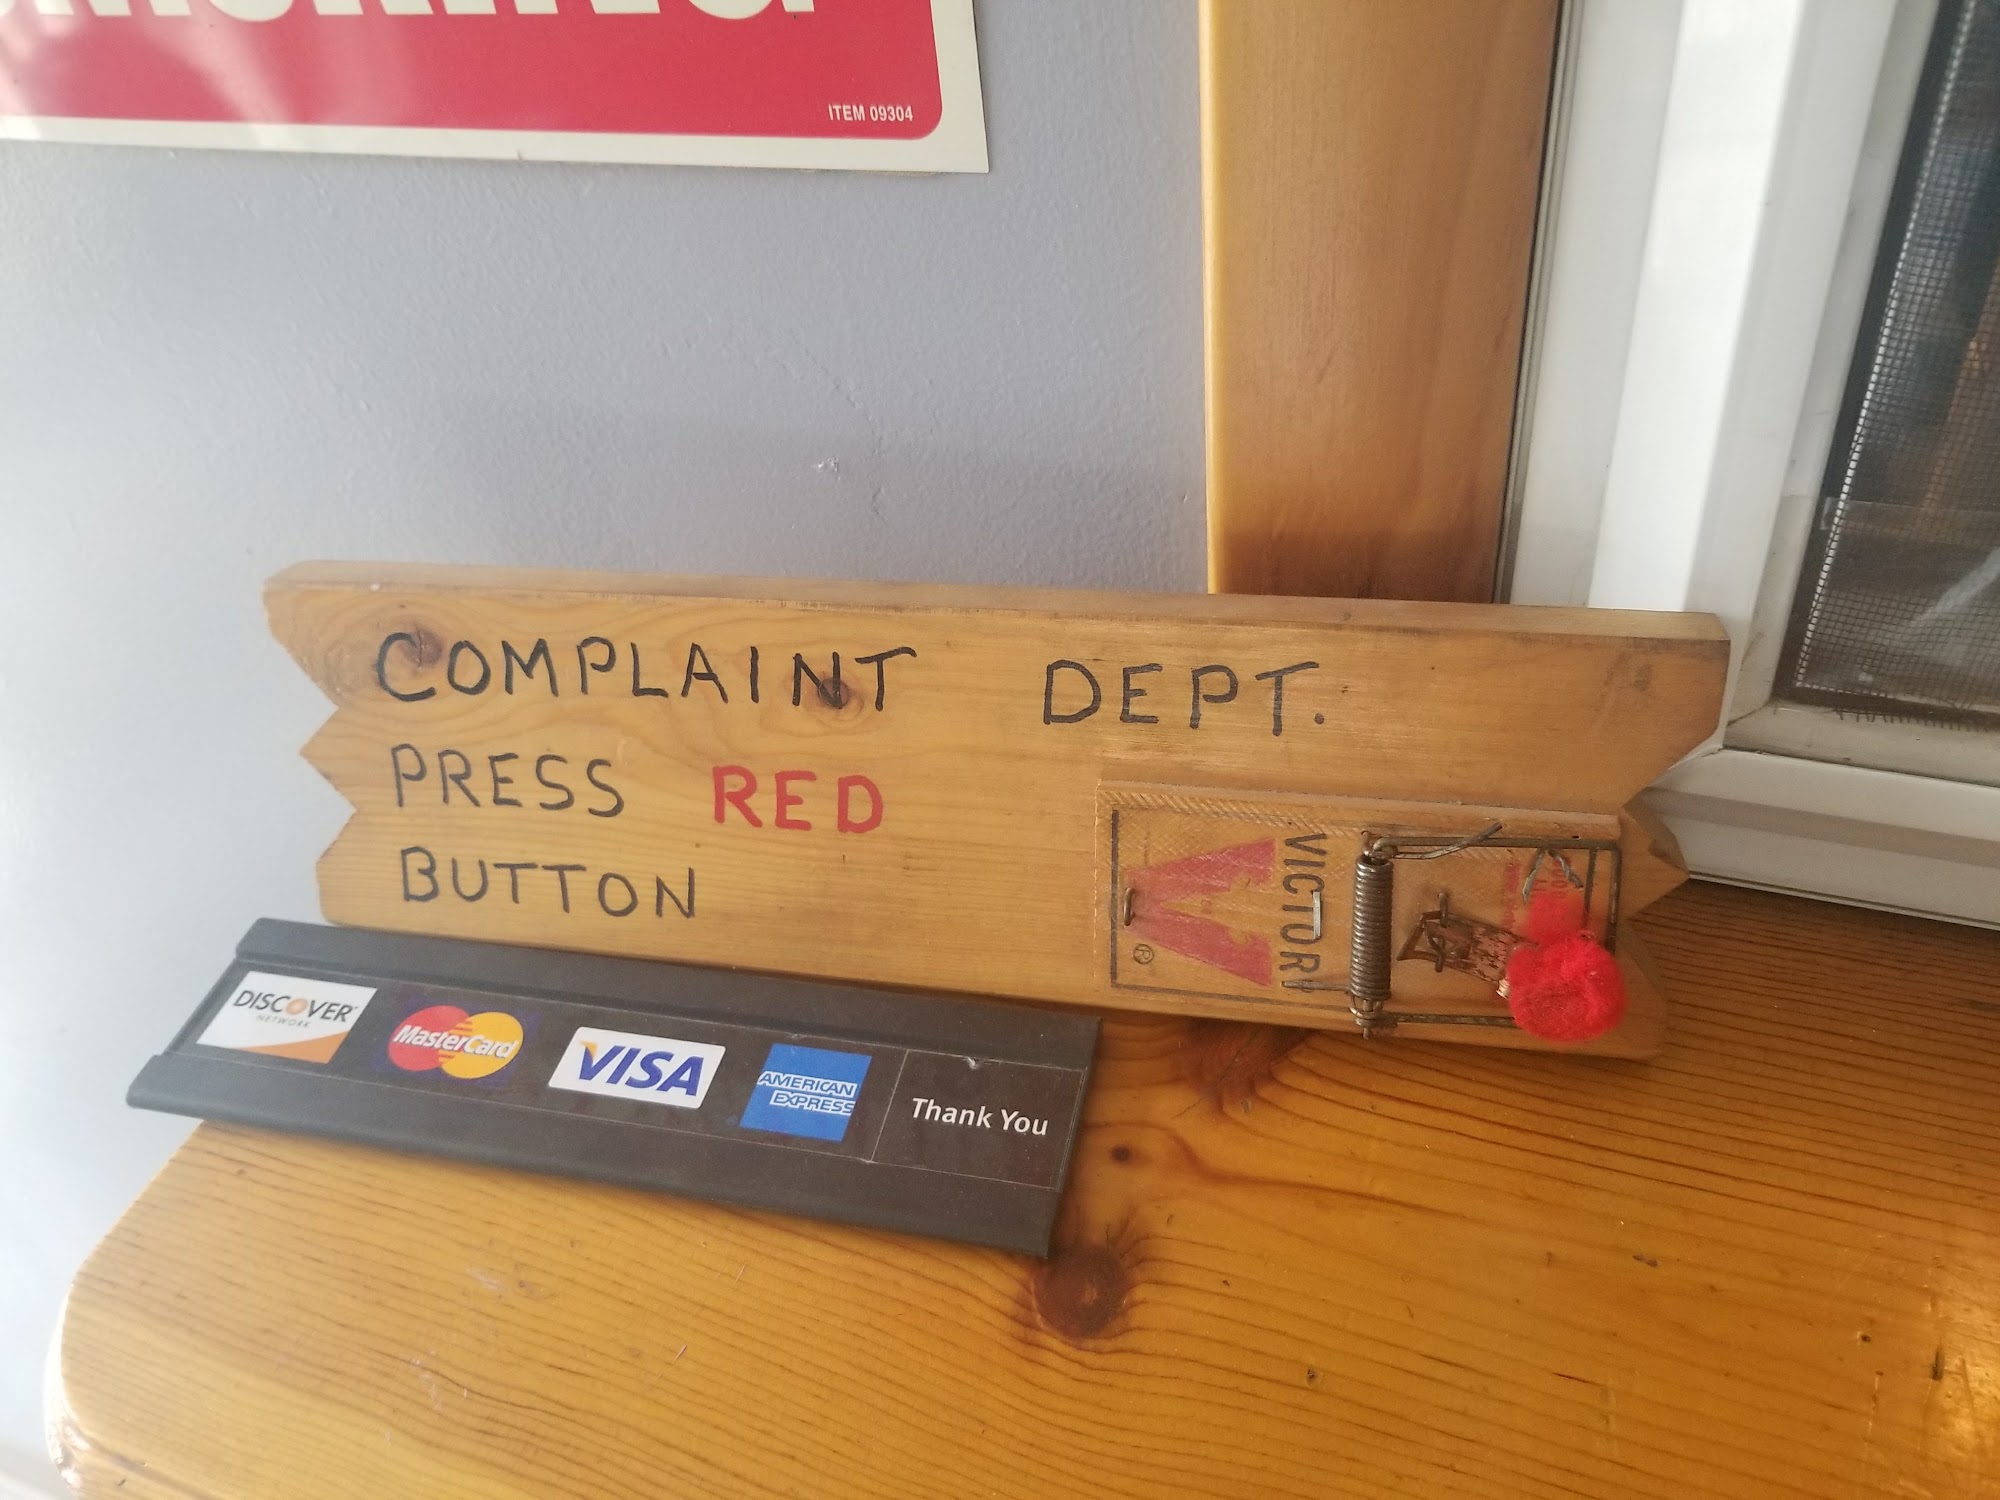 ITEM 09304
COMPLAINT DEPT.
PRESS RED
BUTTON
VICTOR
®
DISCOVER
NETWORK
MasterCard
VISA
AMERICAN
EXPRESS
Thank You